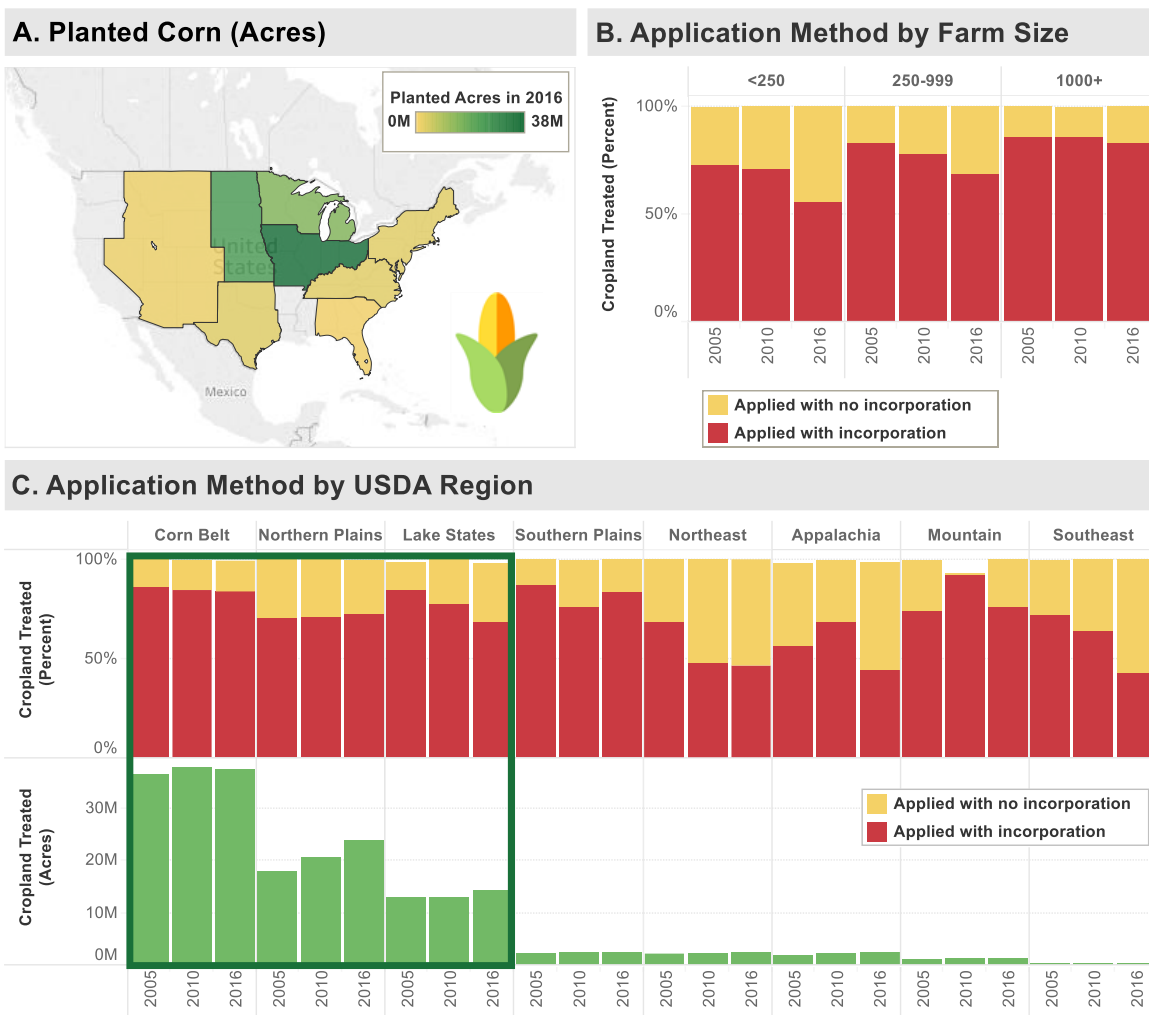 A. Planted Corn (Acres)
Planted Acres in 2016
0M 38M
United
States
Mexico
B. Application Method by Farm Size
<250 250-999 1000+
Cropland Treated (Percent)
100%
50%
0%
2005 2010 2016 2005 2010 2016 2005 2010 2016
Applied with no incorporation
Applied with incorporation
C. Application Method by USDA Region
Corn Belt Northern Plains Lake States Southern Plains Northeast Appalachia Mountain Southeast
Cropland Treated
(Percent)
100%
50%
0%
Cropland Treated
(Acres)
30M
20M
10M
0M
Applied with no incorporation
Applied with incorporation
2005 2010 2016 2005 2010 2016 2005 2010 2016 2005 2010 2016 2005 2010 2016 2005 2010 2016 2005 2010 2016 2005 2010 2016